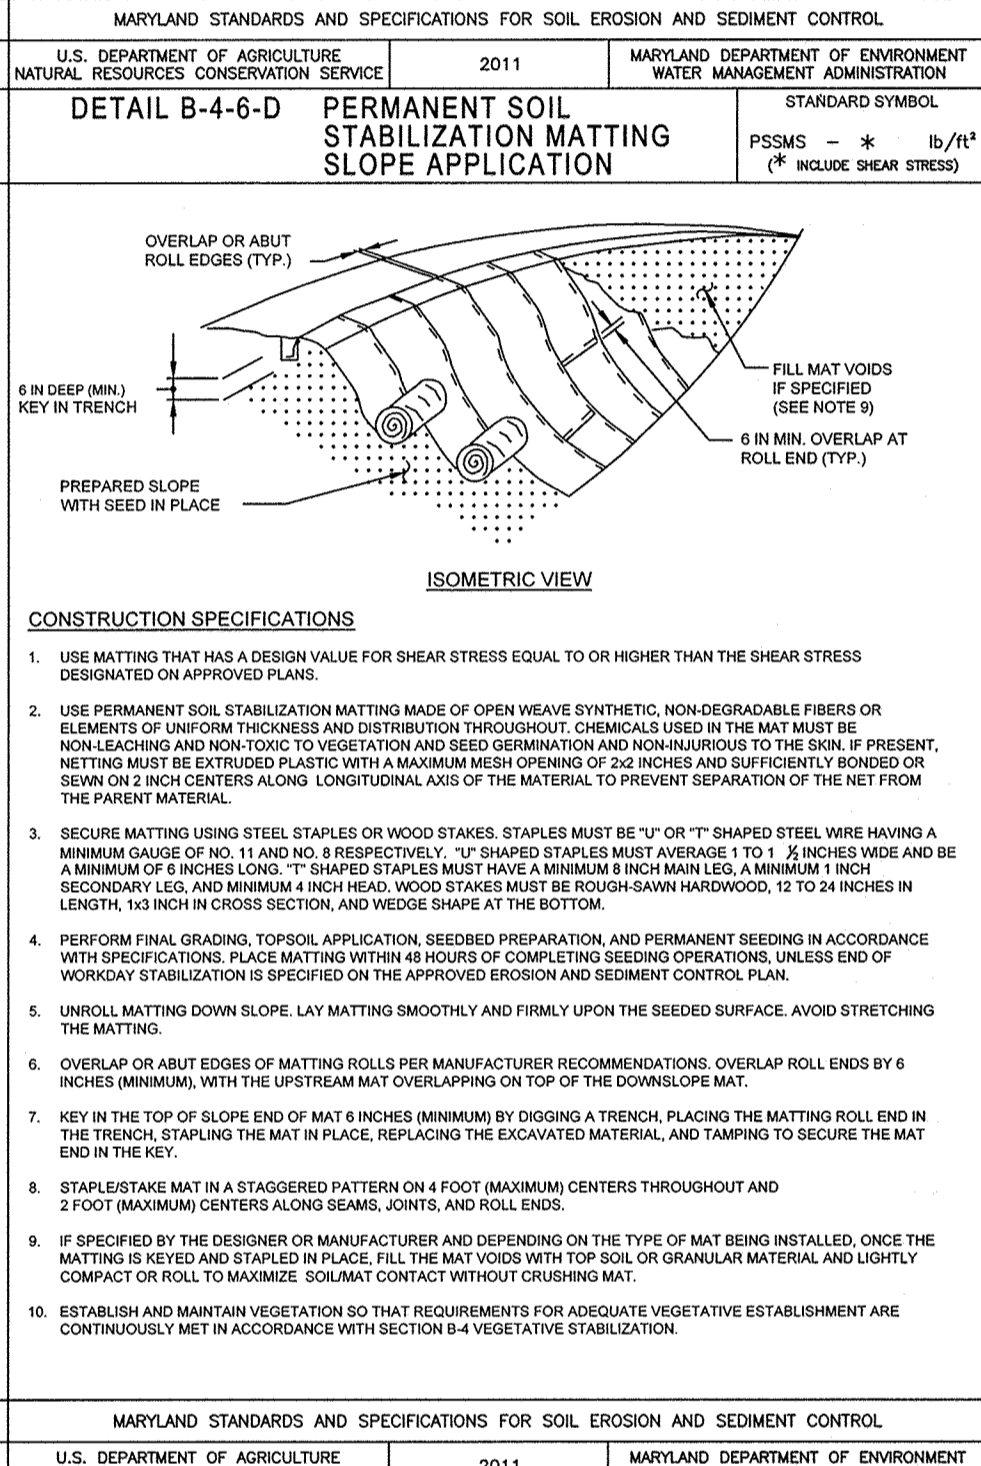 MARYLAND STANDARDS AND SPECIFICATIONS FOR SOIL EROSION AND SEDIMENT CONTROL
U.S. DEPARTMENT OF AGRICULTURE
NATURAL RESOURCES CONSERVATION SERVICE
2011
MARYLAND DEPARTMENT OF ENVIRONMENT
WATER MANAGEMENT ADMINISTRATION
DETAIL B-4-6-D
PERMANENT SOIL
STABILIZATION MATTING
SLOPE APPLICATION
STANDARD SYMBOL
PSSMS - * lb/ft²
(* INCLUDE SHEAR STRESS)
OVERLAP OR ABUT
ROLL EDGES (TYP.)
6 IN DEEP (MIN.)
KEY IN TRENCH
FILL MAT VOIDS
IF SPECIFIED
(SEE NOTE 9)
6 IN MIN. OVERLAP AT
ROLL END (TYP.)
PREPARED SLOPE
WITH SEED IN PLACE
ISOMETRIC VIEW
CONSTRUCTION SPECIFICATIONS
1. USE MATTING THAT HAS A DESIGN VALUE FOR SHEAR STRESS EQUAL TO OR HIGHER THAN THE SHEAR STRESS
DESIGNATED ON APPROVED PLANS.
2. USE PERMANENT SOIL STABILIZATION MATTING MADE OF OPEN WEAVE SYNTHETIC, NON-DEGRADABLE FIBERS OR
ELEMENTS OF UNIFORM THICKNESS AND DISTRIBUTION THROUGHOUT. CHEMICALS USED IN THE MAT MUST BE
NON-LEACHING AND NON-TOXIC TO VEGETATION AND SEED GERMINATION AND NON-INJURIOUS TO THE SKIN. IF PRESENT,
NETTING MUST BE EXTRUDED PLASTIC WITH A MAXIMUM MESH OPENING OF 2x2 INCHES AND SUFFICIENTLY BONDED OR
SEWN ON 2 INCH CENTERS ALONG LONGITUDINAL AXIS OF THE MATERIAL TO PREVENT SEPARATION OF THE NET FROM
THE PARENT MATERIAL.
3. SECURE MATTING USING STEEL STAPLES OR WOOD STAKES. STAPLES MUST BE "U" OR "T" SHAPED STEEL WIRE HAVING A
MINIMUM GAUGE OF NO. 11 AND NO. 8 RESPECTIVELY. "U" SHAPED STAPLES MUST AVERAGE 1 TO 1 ½ INCHES WIDE AND BE
A MINIMUM OF 6 INCHES LONG. "T" SHAPED STAPLES MUST HAVE A MINIMUM 8 INCH MAIN LEG, A MINIMUM 1 INCH
SECONDARY LEG, AND MINIMUM 4 INCH HEAD. WOOD STAKES MUST BE ROUGH-SAWN HARDWOOD, 12 TO 24 INCHES IN
LENGTH, 1x3 INCH IN CROSS SECTION, AND WEDGE SHAPE AT THE BOTTOM.
4. PERFORM FINAL GRADING, TOPSOIL APPLICATION, SEEDBED PREPARATION, AND PERMANENT SEEDING IN ACCORDANCE
WITH SPECIFICATIONS. PLACE MATTING WITHIN 48 HOURS OF COMPLETING SEEDING OPERATIONS, UNLESS END OF
WORKDAY STABILIZATION IS SPECIFIED ON THE APPROVED EROSION AND SEDIMENT CONTROL PLAN.
5. UNROLL MATTING DOWN SLOPE. LAY MATTING SMOOTHLY AND FIRMLY UPON THE SEEDED SURFACE. AVOID STRETCHING
THE MATTING.
6. OVERLAP OR ABUT EDGES OF MATTING ROLLS PER MANUFACTURER RECOMMENDATIONS. OVERLAP ROLL ENDS BY 6
INCHES (MINIMUM), WITH THE UPSTREAM MAT OVERLAPPING ON TOP OF THE DOWNSLOPE MAT.
7. KEY IN THE TOP OF SLOPE END OF MAT 6 INCHES (MINIMUM) BY DIGGING A TRENCH, PLACING THE MATTING ROLL END IN
THE TRENCH, STAPLING THE MAT IN PLACE, REPLACING THE EXCAVATED MATERIAL, AND TAMPING TO SECURE THE MAT
END IN THE KEY.
8. STAPLE/STAKE MAT IN A STAGGERED PATTERN ON 4 FOOT (MAXIMUM) CENTERS THROUGHOUT AND
2 FOOT (MAXIMUM) CENTERS ALONG SEAMS, JOINTS, AND ROLL ENDS.
9. IF SPECIFIED BY THE DESIGNER OR MANUFACTURER AND DEPENDING ON THE TYPE OF MAT BEING INSTALLED, ONCE THE
MATTING IS KEYED AND STAPLED IN PLACE, FILL THE MAT VOIDS WITH TOP SOIL OR GRANULAR MATERIAL AND LIGHTLY
COMPACT OR ROLL TO MAXIMIZE SOIL/MAT CONTACT WITHOUT CRUSHING MAT.
10. ESTABLISH AND MAINTAIN VEGETATION SO THAT REQUIREMENTS FOR ADEQUATE VEGETATIVE ESTABLISHMENT ARE
CONTINUOUSLY MET IN ACCORDANCE WITH SECTION B-4 VEGETATIVE STABILIZATION.
MARYLAND STANDARDS AND SPECIFICATIONS FOR SOIL EROSION AND SEDIMENT CONTROL
U.S. DEPARTMENT OF AGRICULTURE
2011
MARYLAND DEPARTMENT OF ENVIRONMENT